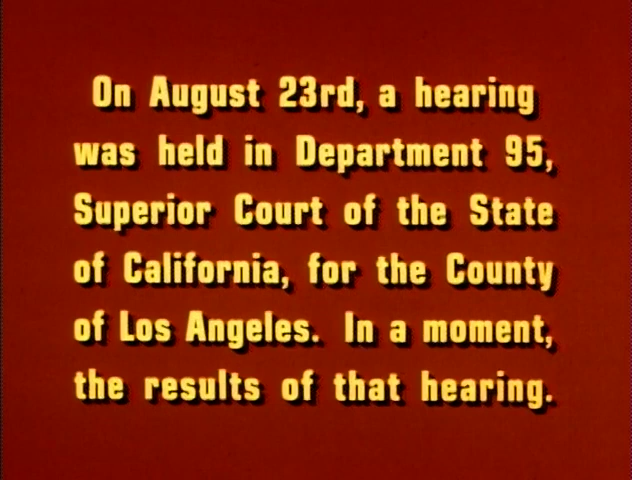 On August 23rd, a hearing
was held in Department 95,
Superior Court of the State
of California, for the County
of Los Angeles. In a moment,
the results of that hearing.